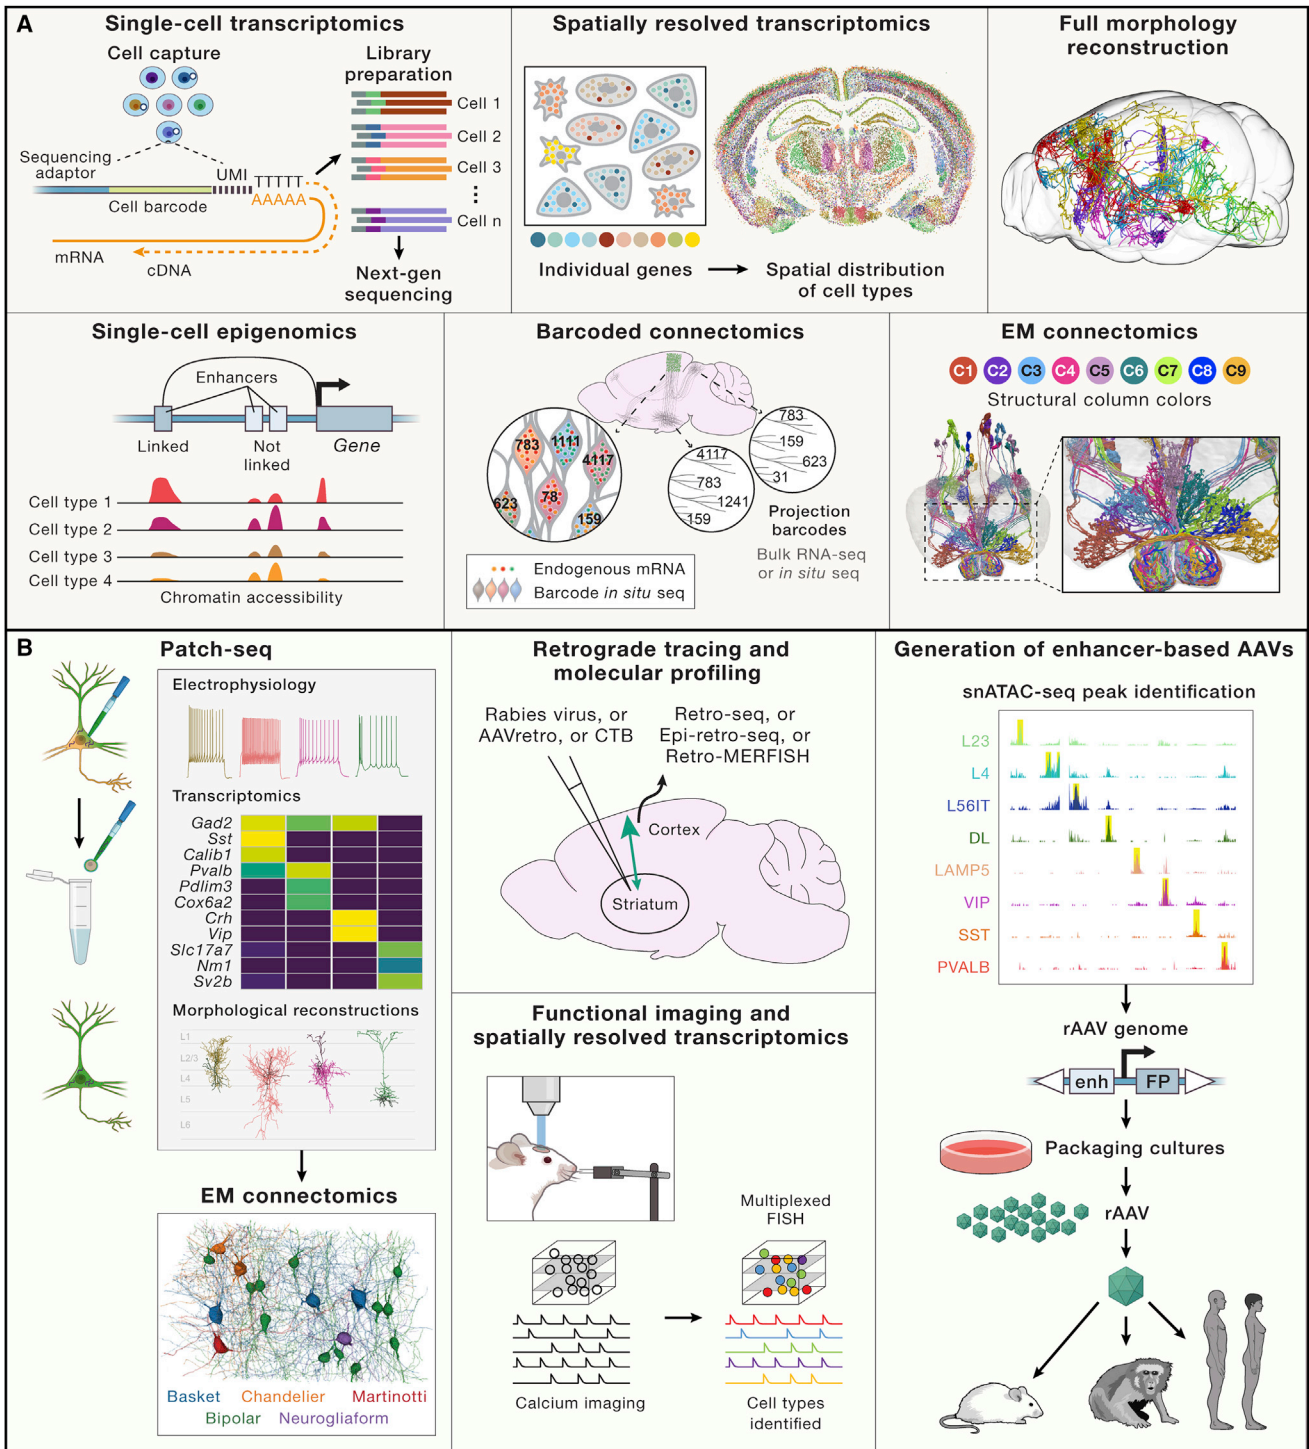 A
Single-cell transcriptomics
Cell capture
Library
preparation
Cell 1
Cell 2
Cell 3
Cell n
Sequencing
adaptor
UMI
TTTTT
AAAAA
Cell barcode
mRNA
cDNA
Next-gen
sequencing
Spatially resolved transcriptomics
Individual genes
Spatial distribution
of cell types
Full morphology
reconstruction
Single-cell epigenomics
Enhancers
Linked
Not
linked
Gene
Cell type 1
Cell type 2
Cell type 3
Cell type 4
Chromatin accessibility
Barcoded connectomics
783
1111
4117
623
78
159
4117
783
1241
159
783
159
623
31
Projection
barcodes
Bulk RNA-seq
or in situ seq
Endogenous mRNA
Barcode in situ seq
EM connectomics
C1 C2 C3 C4 C5 C6 C7 C8 C9
Structural column colors
B
Patch-seq
Electrophysiology
Transcriptomics
Gad2
Sst
Calib1
Pvalb
Pdlim3
Cox6a2
Crh
Vip
Slc17a7
Nm1
Sv2b
Morphological reconstructions
L1
L2/3
L4
L5
L6
EM connectomics
Basket Chandelier Martinotti
Bipolar Neurogliaform
Retrograde tracing and
molecular profiling
Rabies virus, or
AAVretro, or CTB
Retro-seq, or
Epi-retro-seq, or
Retro-MERFISH
Cortex
Striatum
Functional imaging and
spatially resolved transcriptomics
Multiplexed
FISH
Calcium imaging
Cell types
identified
Generation of enhancer-based AAVs
snATAC-seq peak identification
L23
L4
L56IT
DL
LAMP5
VIP
SST
PVALB
rAAV genome
enh
FP
Packaging cultures
rAAV